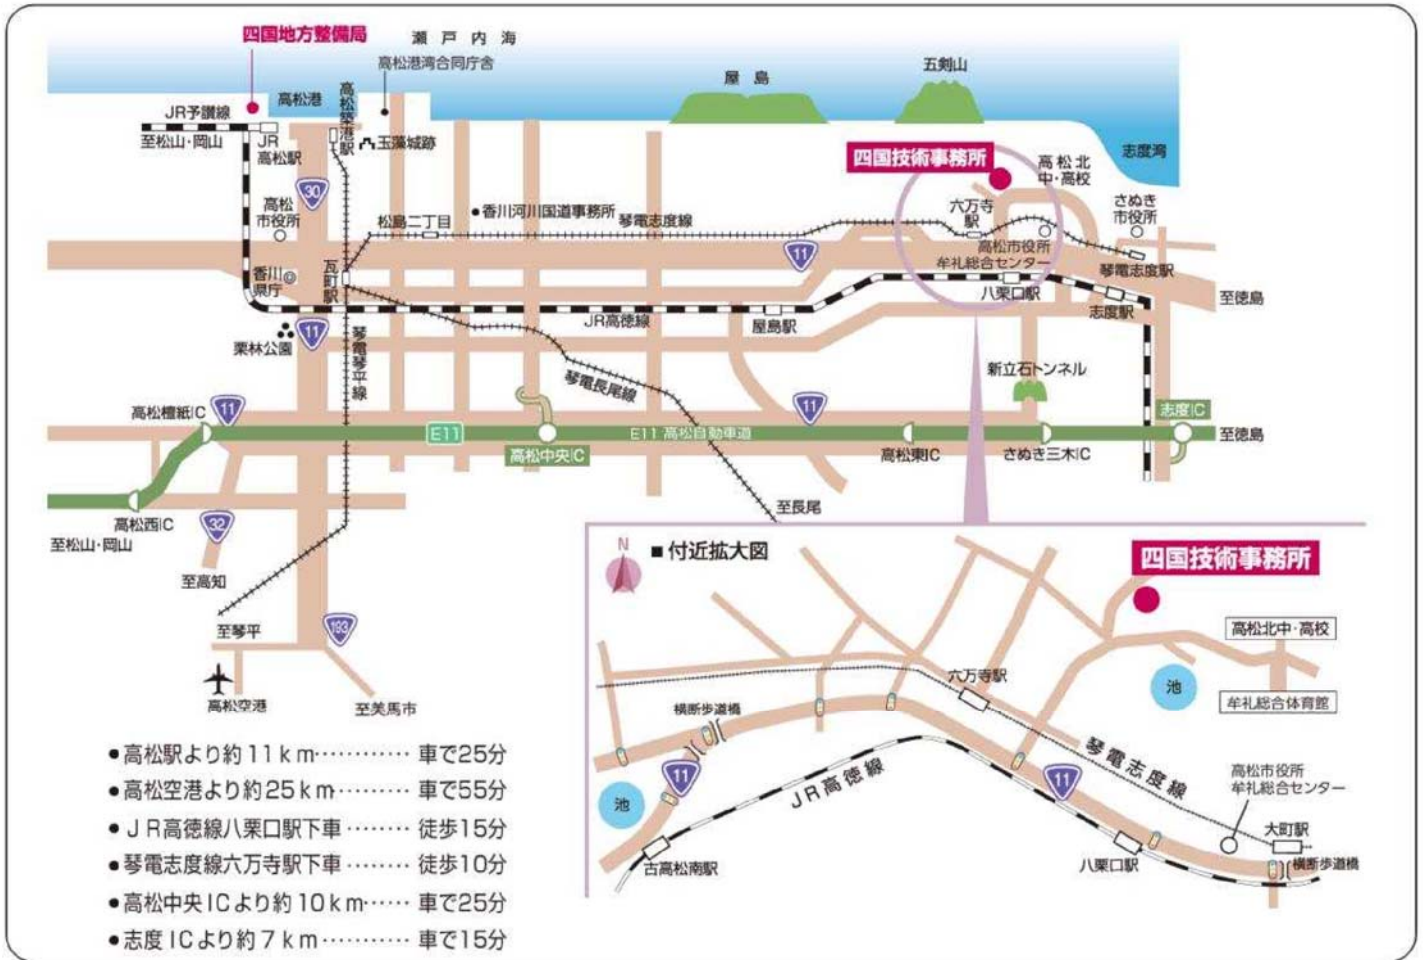 四国地方整備局
瀬戸内海
高松港湾合同庁舎
屋島
五剣山
高松港
高松築港駅
JR予讃線
至松山・岡山
JR
高松駅
玉藻城跡
四国技術事務所
高松北
中・高校
志度湾
30
高松
市役所
松島二丁目
香川河川国道事務所
琴電志度線
六万寺
駅
さぬき
市役所
11
高松市役所
牟礼総合センター
琴電志度駅
香川
県庁
瓦町駅
八栗口駅
至徳島
志度駅
JR高徳線
屋島駅
11
栗林公園
琴電琴平線
琴電長尾線
新立石トンネル
高松檀紙IC
11
11
志度IC
E11
E11 高松自動車道
至徳島
高松中央IC
高松東IC
さぬき三木IC
高松西IC
至松山・岡山
32
至長尾
至高知
至琴平
193
高松空港
至美馬市
N
■付近拡大図
四国技術事務所
高松北中・高校
池
牟礼総合体育館
六万寺駅
横断歩道橋
11
琴電志度線
11
高松市役所
牟礼総合センター
JR高徳線
池
大町駅
古高松南駅
八栗口駅
横断歩道橋
●高松駅より約11km………… 車で25分
●高松空港より約25km……… 車で55分
●JR高徳線八栗口駅下車……… 徒歩15分
●琴電志度線六万寺駅下車…… 徒歩10分
●高松中央ICより約10km…… 車で25分
●志度ICより約7km………… 車で15分